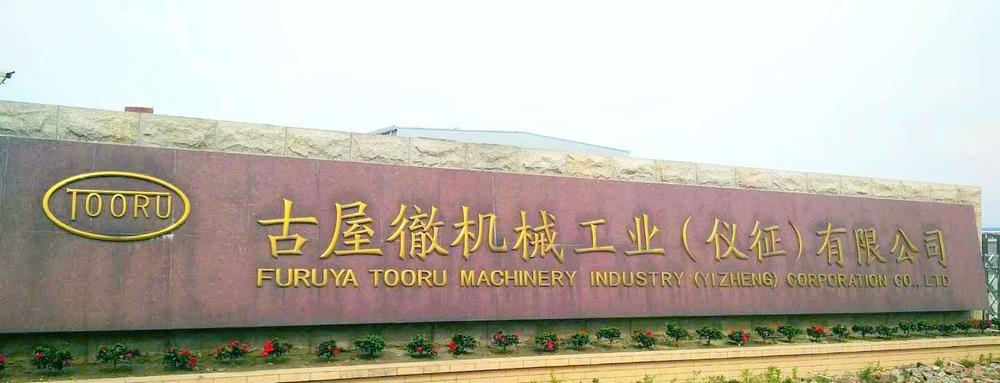 TOORU
古屋徹机械工业(仪征)有限公司
FURUYA TOORU MACHINERY INDUSTRY (YIZHENG) CORPORATION CO., LTD